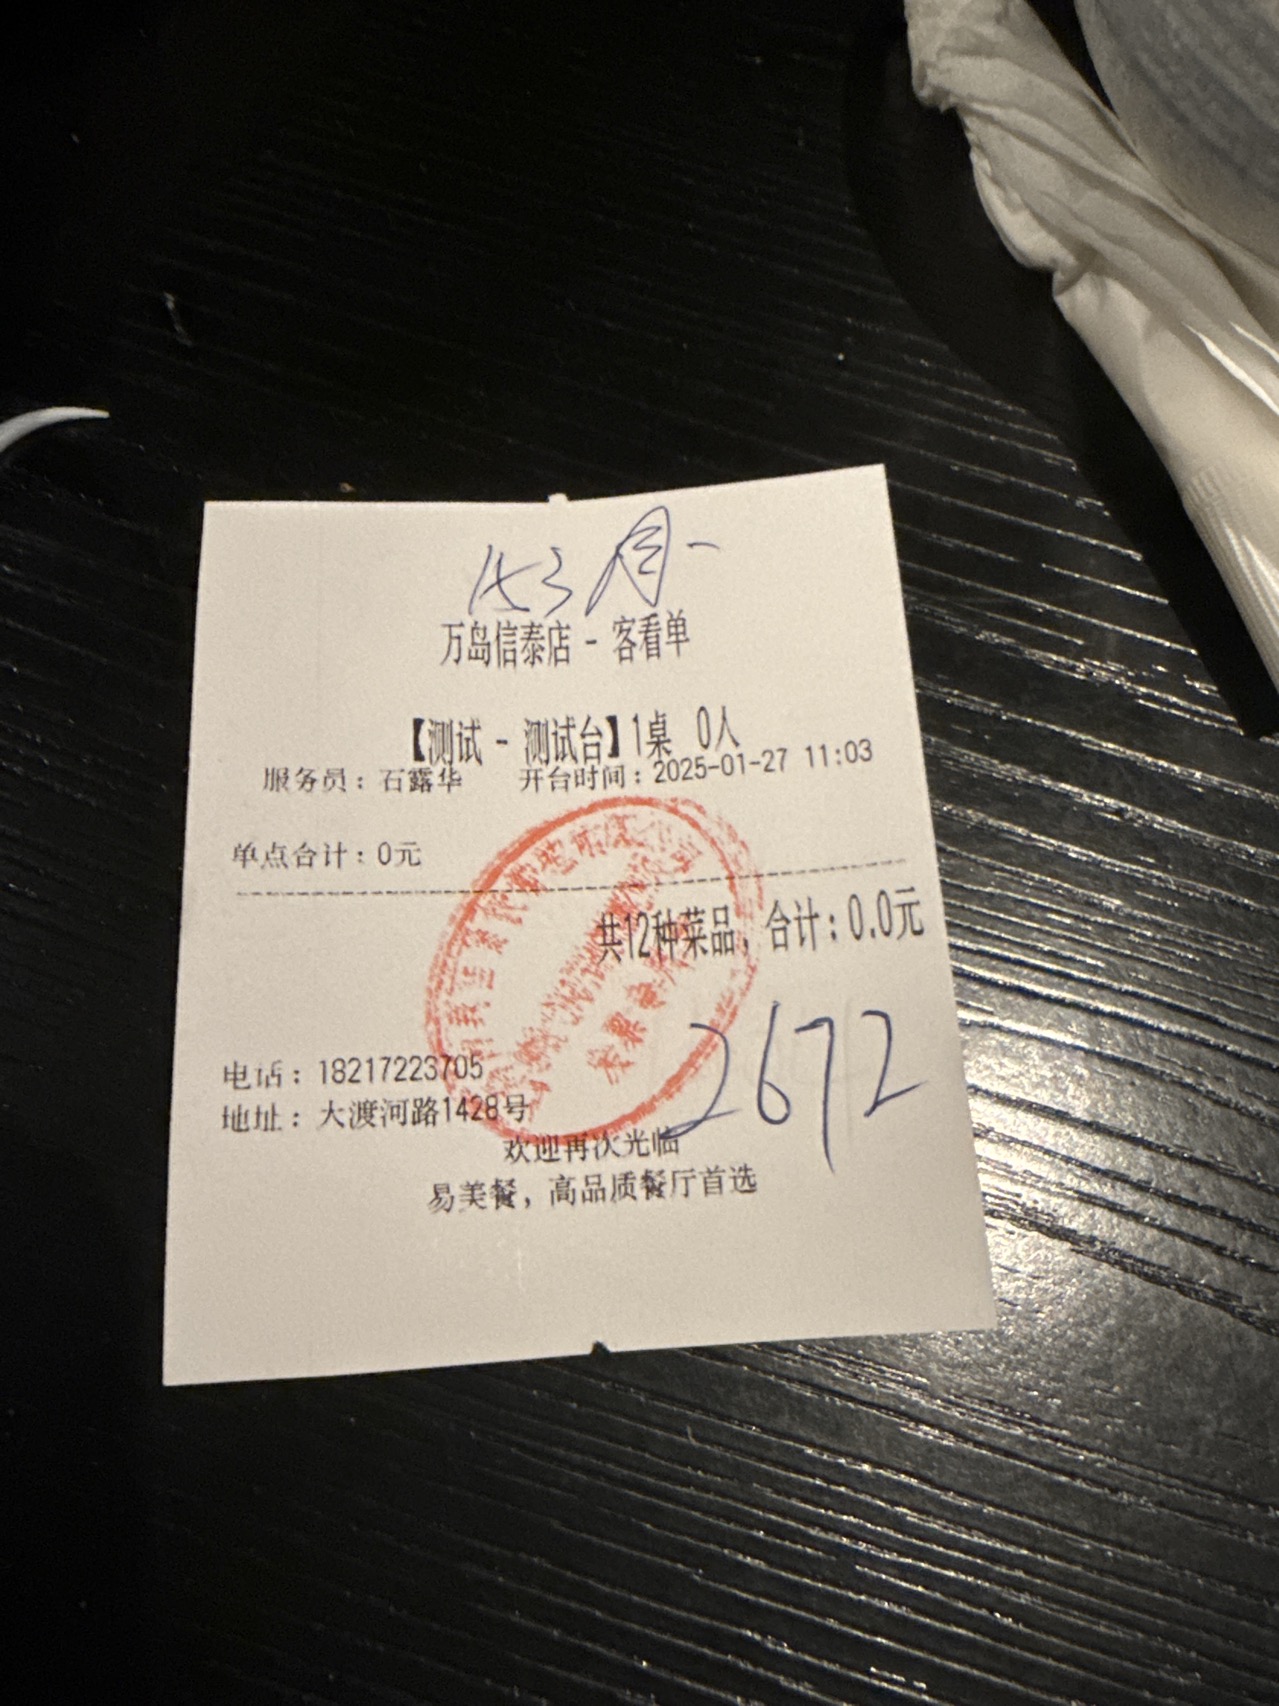 万岛信泰店 - 客看单
【测试 - 测试台】1桌 0人
服务员：石露华 开台时间：2025-01-27 11:03
单点合计：0元
共12种菜品，合计：0.0元
2672
电话：18217223705
地址：大渡河路1428号
欢迎再次光临
易美餐，高品质餐厅首选